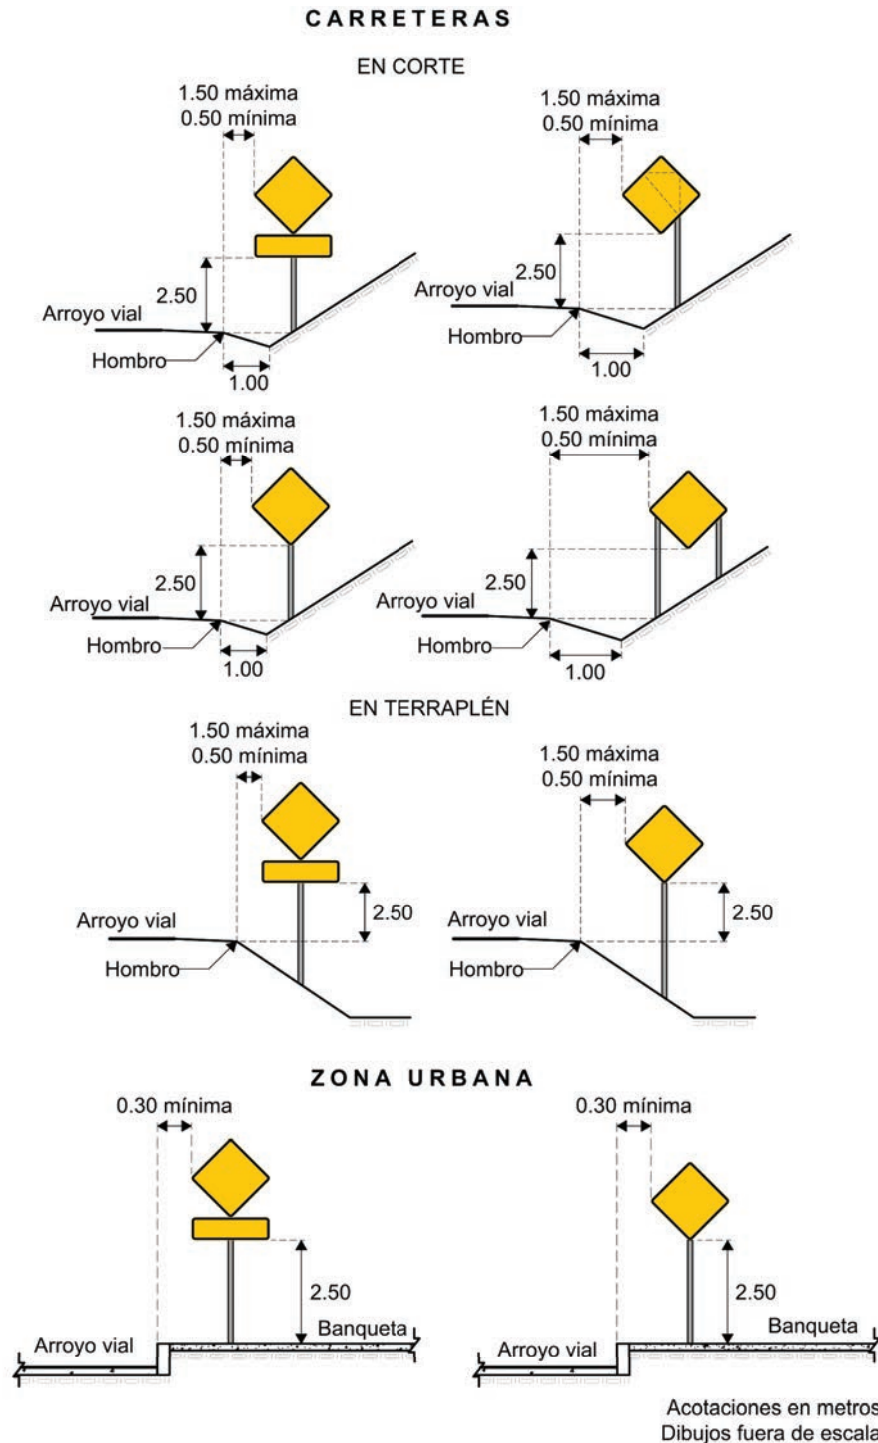 CARRETERAS
EN CORTE
1.50 máxima
0.50 mínima
2.50
Arroyo vial
Hombro
1.00
1.50 máxima
0.50 mínima
2.50
Arroyo vial
Hombro
1.00
1.50 máxima
0.50 mínima
2.50
Arroyo vial
Hombro
1.00
1.50 máxima
0.50 mínima
2.50
Arroyo vial
Hombro
1.00
EN TERRAPLÉN
1.50 máxima
0.50 mínima
2.50
Arroyo vial
Hombro
1.50 máxima
0.50 mínima
2.50
Arroyo vial
Hombro
ZONA URBANA
0.30 mínima
2.50
Banqueta
Arroyo vial
0.30 mínima
2.50
Banqueta
Arroyo vial
Acotaciones en metros
Dibujos fuera de escala